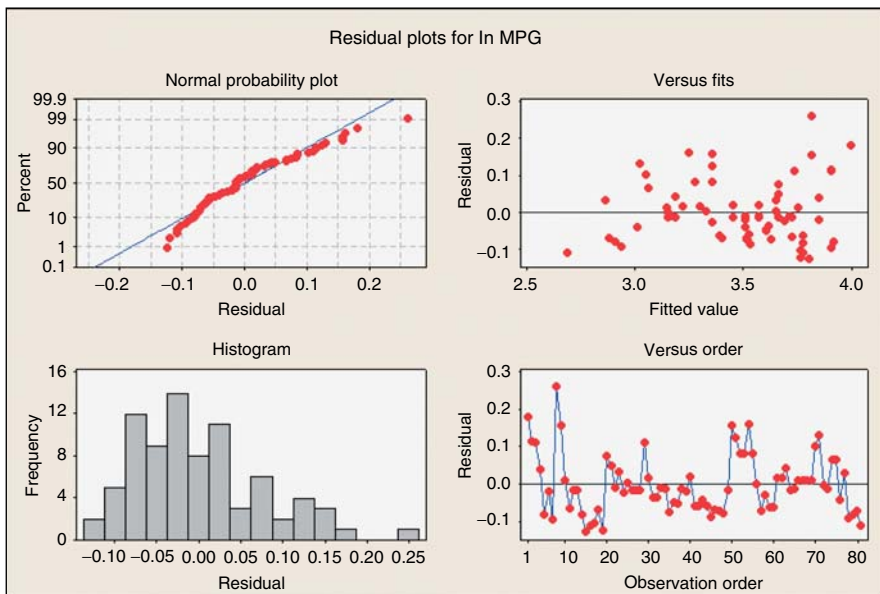 Residual plots for ln MPG
Normal probability plot
99.9
99
90
50
10
1
0.1
Percent
−0.2 −0.1 0.0 0.1 0.2
Residual
Versus fits
0.3
0.2
0.1
0.0
−0.1
Residual
2.5 3.0 3.5 4.0
Fitted value
Histogram
16
12
8
4
0
Frequency
−0.10 −0.05 0.00 0.05 0.10 0.15 0.20 0.25
Residual
Versus order
0.3
0.2
0.1
0.0
−0.1
Residual
1 10 20 30 40 50 60 70 80
Observation order